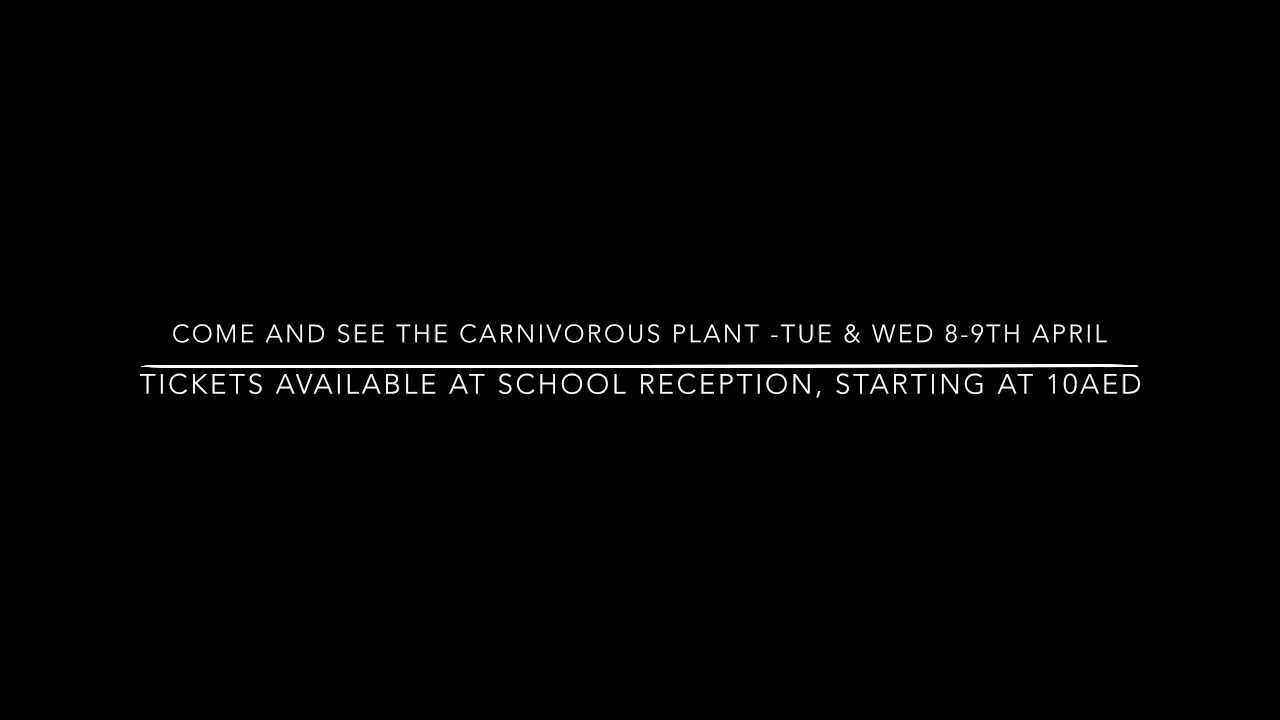 COME AND SEE THE CARNIVOROUS PLANT -TUE & WED 8-9TH APRIL
TICKETS AVAILABLE AT SCHOOL RECEPTION, STARTING AT 10AED